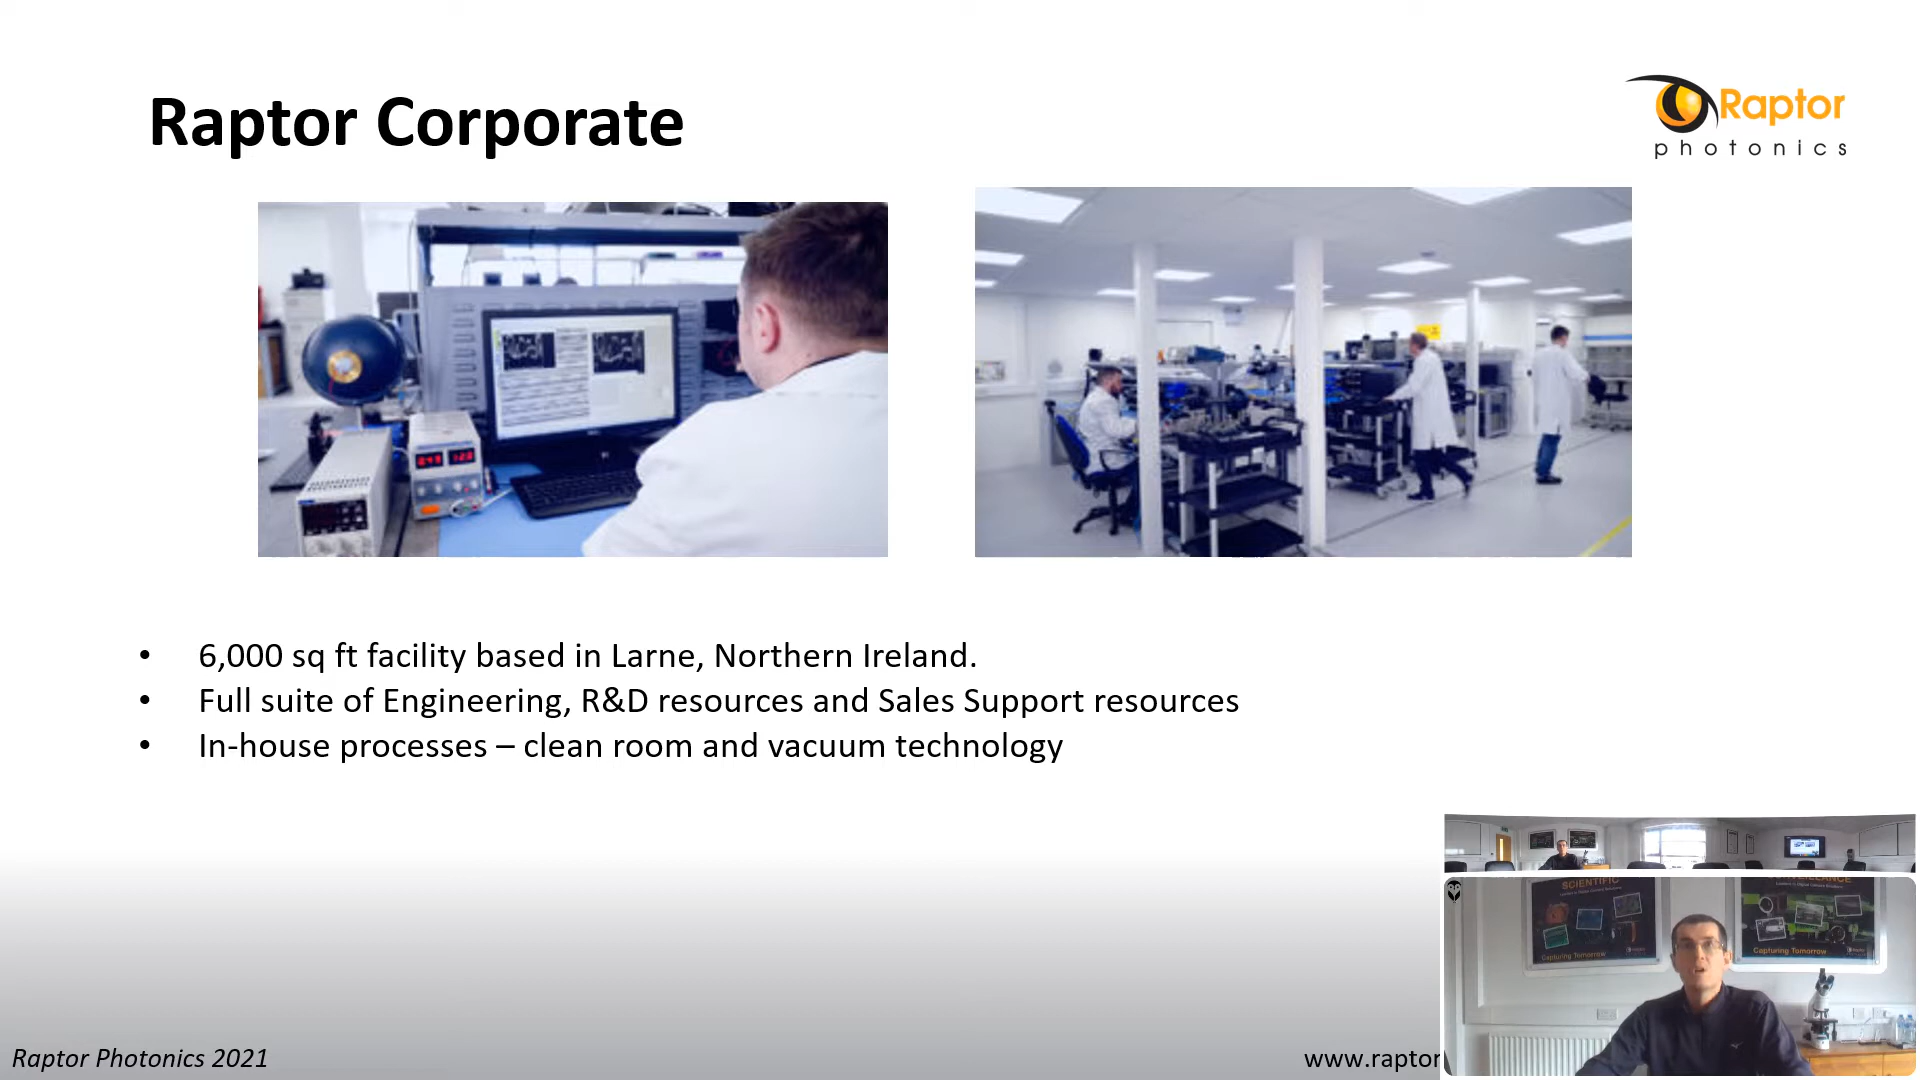 Raptor Corporate
Raptor
photonics
• 6,000 sq ft facility based in Larne, Northern Ireland.
• Full suite of Engineering, R&D resources and Sales Support resources
• In-house processes – clean room and vacuum technology
SCIENTIFIC
Capturing Tomorrow
Capturing Tomorrow
Raptor Photonics 2021
www.raptor